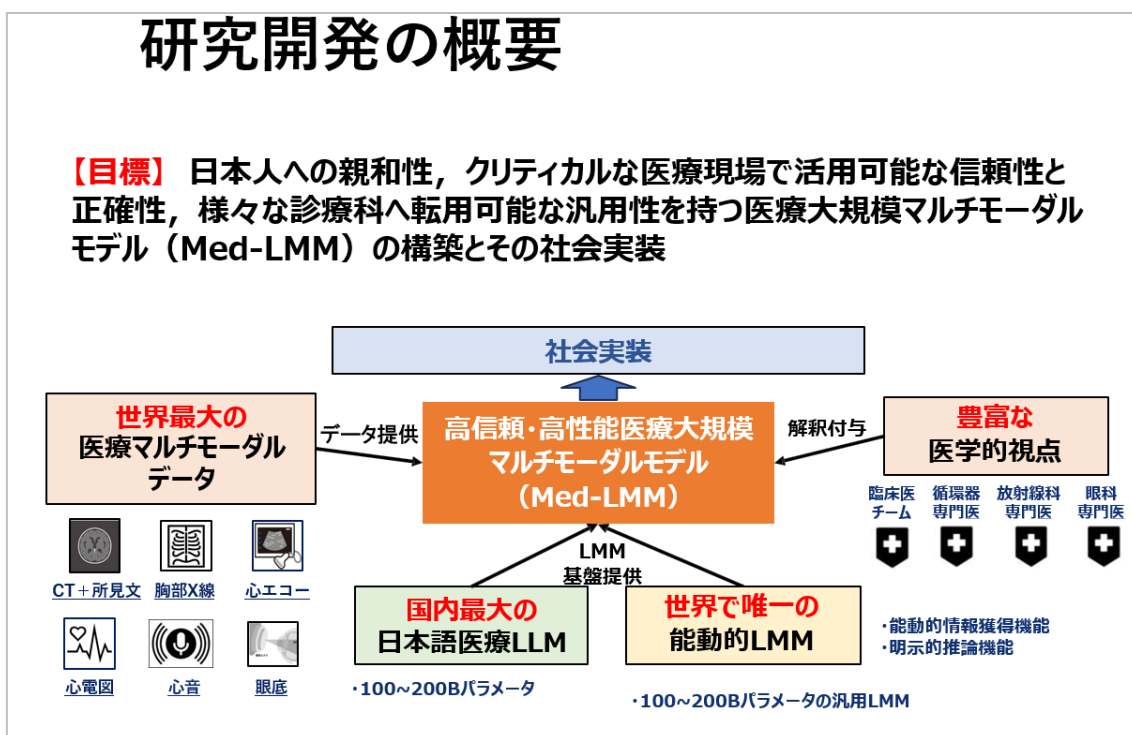 研究開発の概要
【目標】 日本人への親和性，クリティカルな医療現場で活用可能な信頼性と
正確性，様々な診療科へ転用可能な汎用性を持つ医療大規模マルチモーダル
モデル（Med-LMM）の構築とその社会実装
社会実装
世界最大の
医療マルチモーダル
データ
データ提供
高信頼・高性能医療大規模
マルチモーダルモデル
（Med-LMM）
解釈付与
豊富な
医学的視点
臨床医
チーム
循環器
専門医
放射線科
専門医
眼科
専門医
CT＋所見文
胸部X線
心エコー
心電図
心音
眼底
LMM
基盤提供
国内最大の
日本語医療LLM
世界で唯一の
能動的LMM
・能動的情報獲得機能
・明示的推論機能
・100~200Bパラメータ
・100~200Bパラメータの汎用LMM